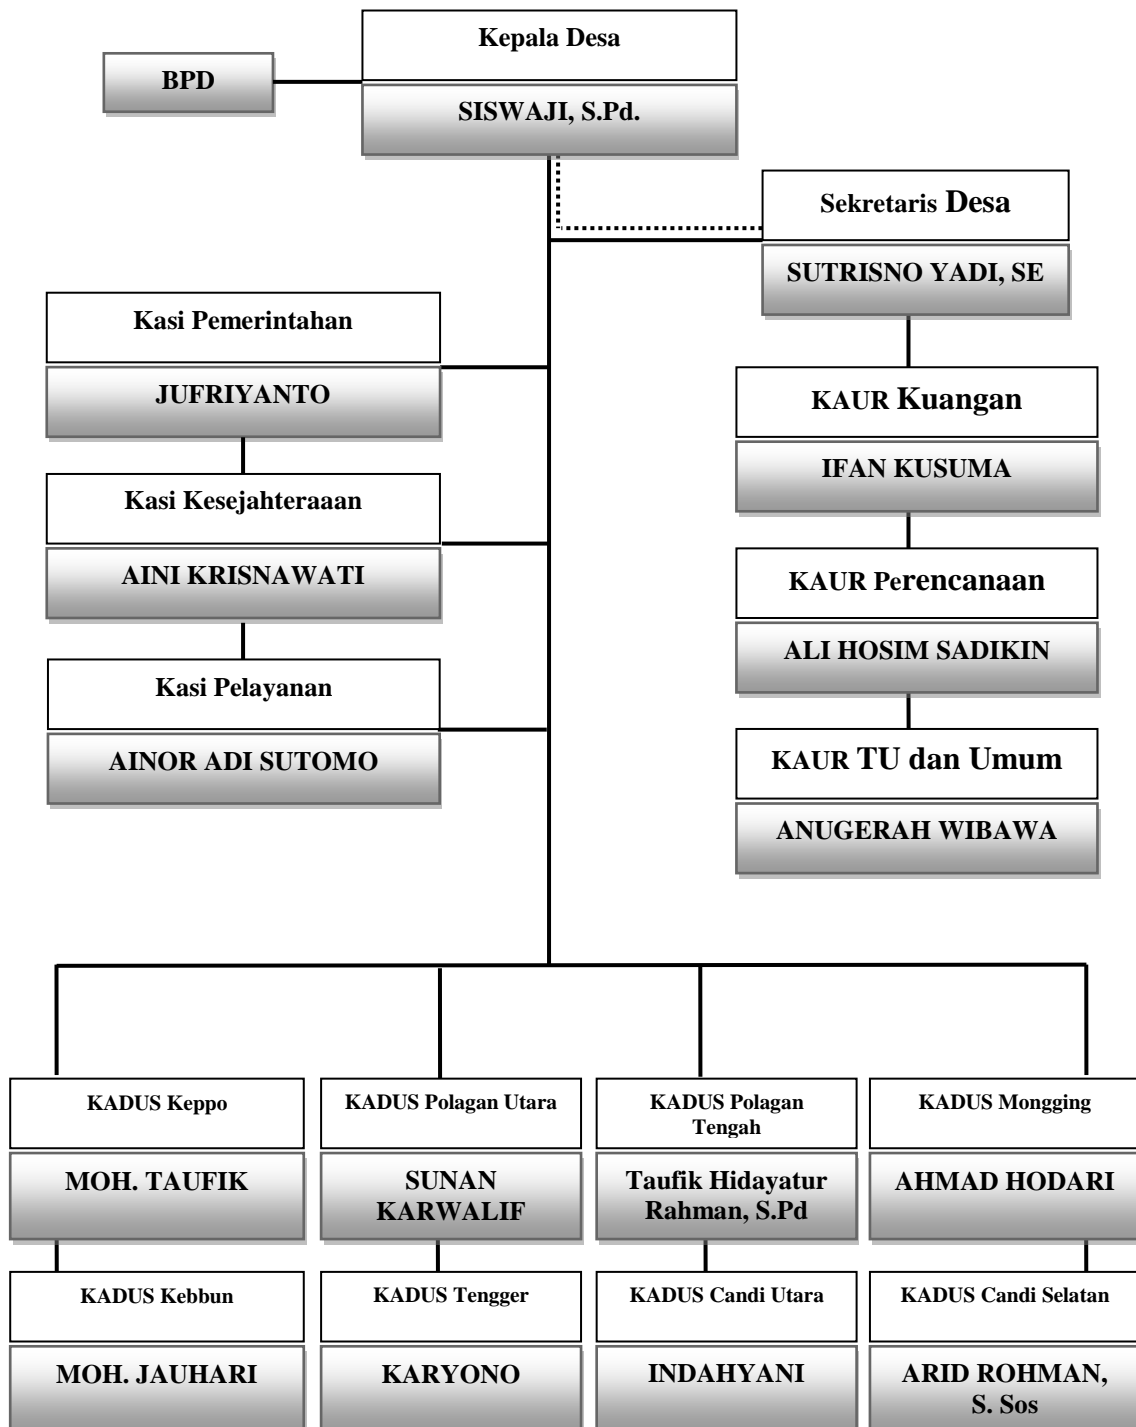 Kepala Desa
BPD
SISWAJI, S.Pd.
Sekretaris Desa
SUTRISNO YADI, SE
Kasi Pemerintahan
JUFRIYANTO
KAUR Kuangan
IFAN KUSUMA
Kasi Kesejahteraaan
AINI KRISNAWATI
KAUR Perencanaan
ALI HOSIM SADIKIN
Kasi Pelayanan
AINOR ADI SUTOMO
KAUR TU dan Umum
ANUGERAH WIBAWA
KADUS Keppo
MOH. TAUFIK
KADUS Polagan Utara
SUNAN
KARWALIF
KADUS Polagan
Tengah
Taufik Hidayatur
Rahman, S.Pd
KADUS Mongging
AHMAD HODARI
KADUS Kebbun
MOH. JAUHARI
KADUS Tengger
KARYONO
KADUS Candi Utara
INDAHYANI
KADUS Candi Selatan
ARID ROHMAN,
S. Sos